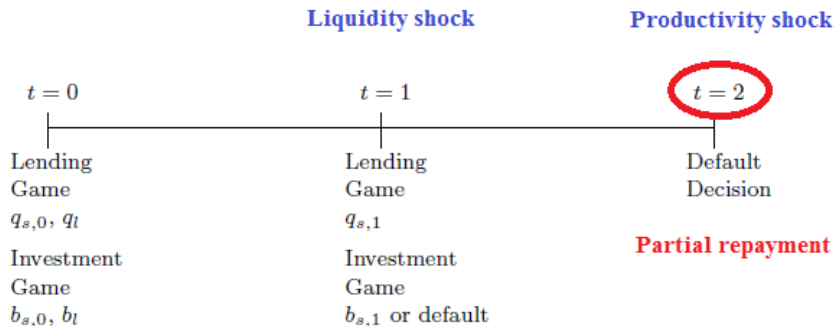 Liquidity shock
Productivity shock
t = 0
t = 1
t = 2
Lending
Game
q_{s,0}, q_l
Investment
Game
b_{s,0}, b_l
Lending
Game
q_{s,1}
Investment
Game
b_{s,1} or default
Default
Decision
Partial repayment